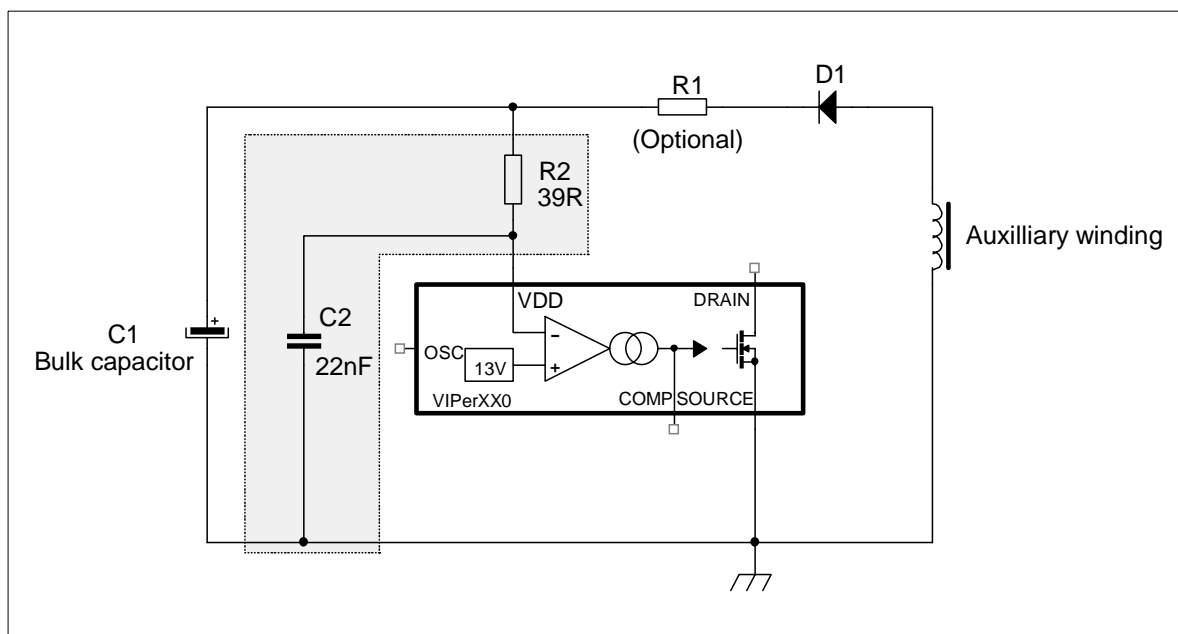 D1
R1
(Optional)
R2
39R
Auxilliary winding
VDD
DRAIN
C2
22nF
C1
+
Bulk capacitor
OSC
13V
−
+
VIPerXX0
COMP
SOURCE